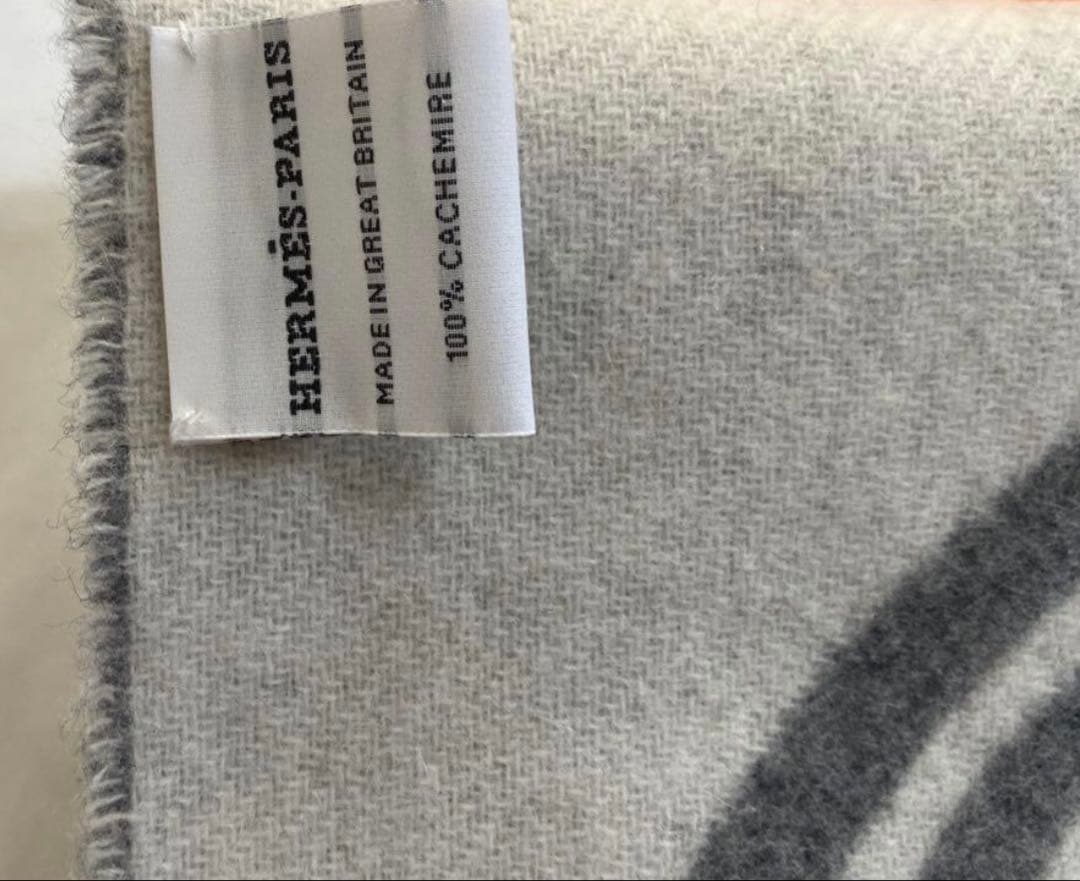 HERMÈS-PARIS
MADE IN GREAT BRITAIN
100% CACHEMIRE